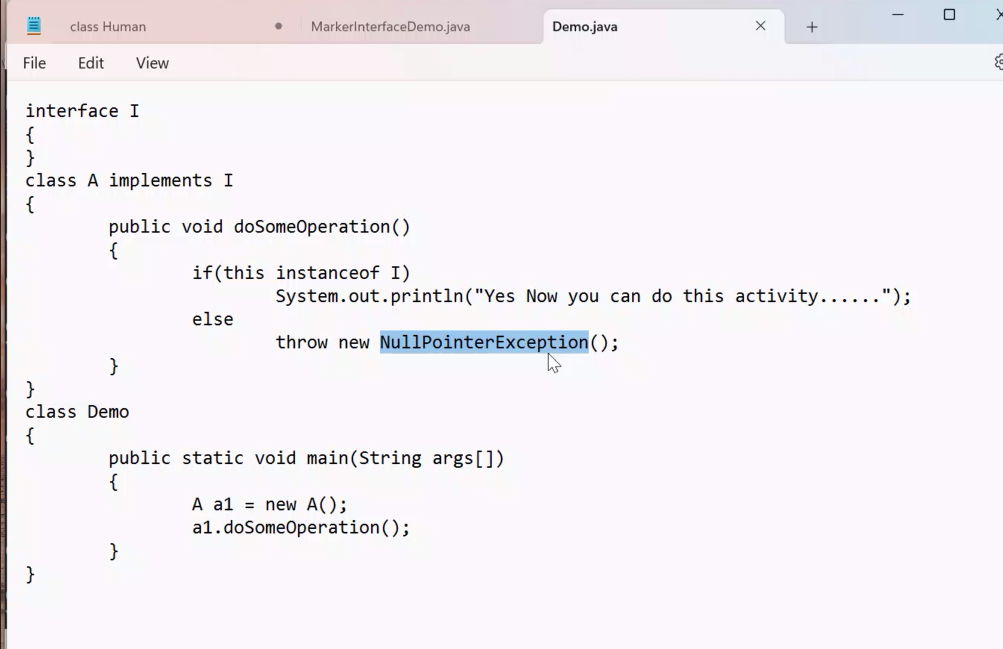 class Human
MarkerInterfaceDemo.java
Demo.java
File Edit View
interface I
{
}
class A implements I
{
public void doSomeOperation()
{
if(this instanceof I)
System.out.println("Yes Now you can do this activity......");
else
throw new NullPointerException();
}
}
class Demo
{
public static void main(String args[])
{
A a1 = new A();
a1.doSomeOperation();
}
}